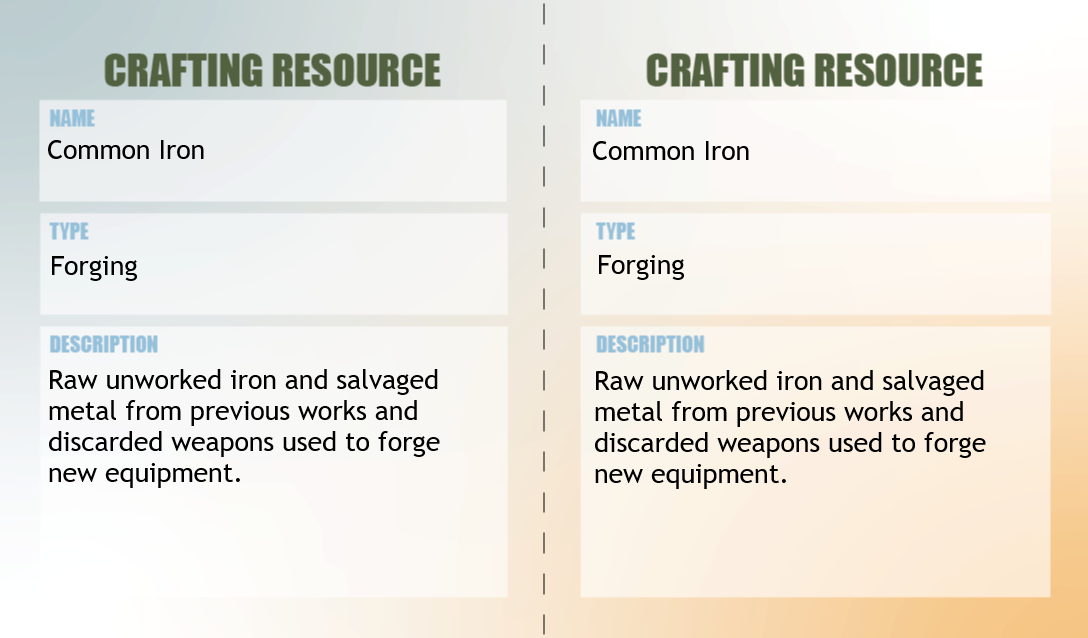 CRAFTING RESOURCE
NAME
Common Iron
TYPE
Forging
DESCRIPTION
Raw unworked iron and salvaged
metal from previous works and
discarded weapons used to forge
new equipment.
CRAFTING RESOURCE
NAME
Common Iron
TYPE
Forging
DESCRIPTION
Raw unworked iron and salvaged
metal from previous works and
discarded weapons used to forge
new equipment.